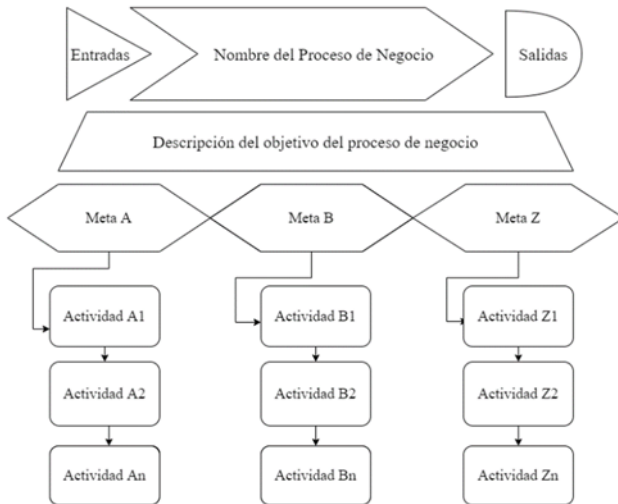 Entradas
Nombre del Proceso de Negocio
Salidas
Descripción del objetivo del proceso de negocio
Meta A
Meta B
Meta Z
Actividad A1
Actividad B1
Actividad Z1
Actividad A2
Actividad B2
Actividad Z2
Actividad An
Actividad Bn
Actividad Zn